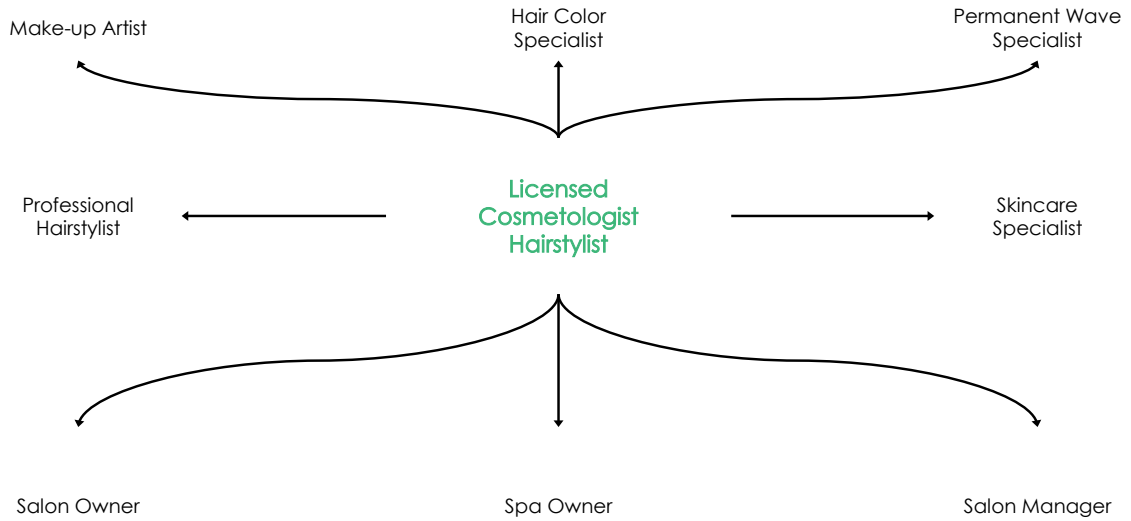 Make-up Artist
Hair Color
Specialist
Permanent Wave
Specialist
Professional
Hairstylist
Licensed
Cosmetologist
Hairstylist
Skincare
Specialist
Salon Owner
Spa Owner
Salon Manager